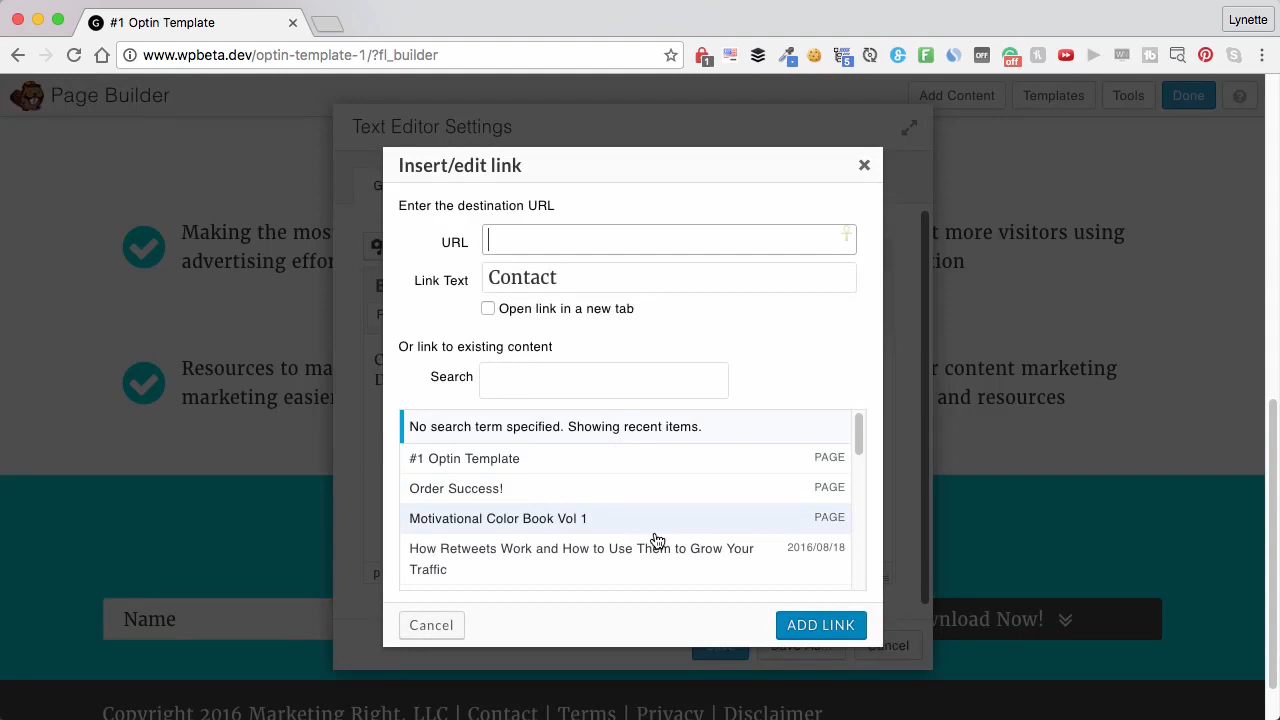 #1 Optin Template
Lynette
www.wpbeta.dev/optin-template-1/?fl_builder
1
5
OFF
off
Page Builder
Add Content
Templates
Tools
Done
Text Editor Settings
Insert/edit link
Enter the destination URL
URL
Link Text
Contact
Open link in a new tab
Or link to existing content
Search
No search term specified. Showing recent items.
#1 Optin Template PAGE
Order Success! PAGE
Motivational Color Book Vol 1 PAGE
How Retweets Work and How to Use Them to Grow Your 2016/08/18
Traffic
Cancel
ADD LINK
Making the mos
advertising effor
t more visitors using
Resources to ma
marketing easie
r content marketing
and resources
Name
wnload Now!
Cancel
Copyright 2016 Marketing Right, LLC | Contact | Terms | Privacy | Disclaimer